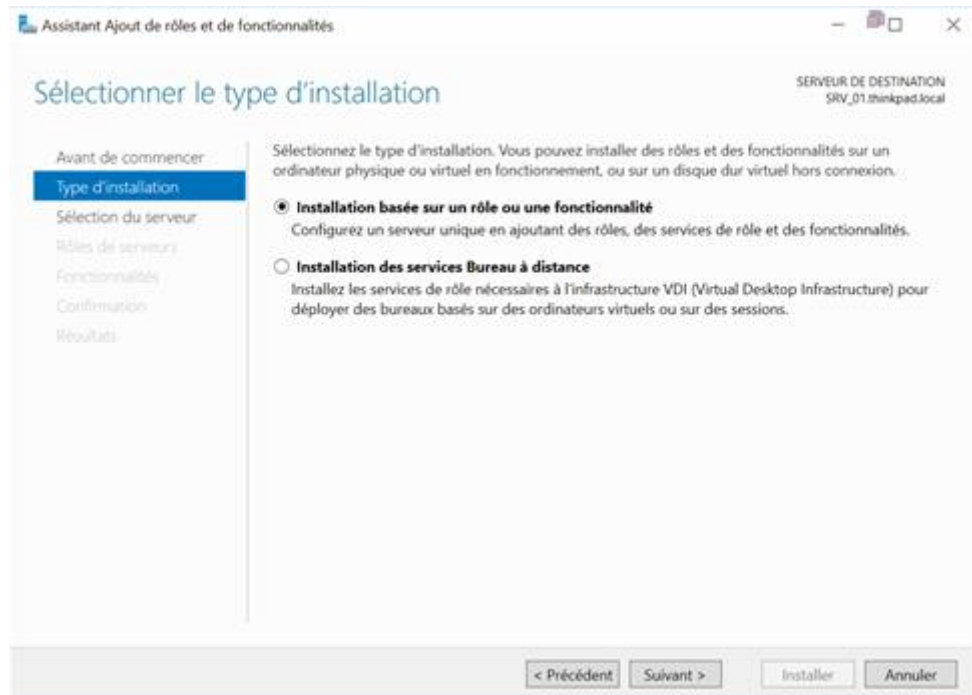 Assistant Ajout de rôles et de fonctionnalités
Sélectionner le type d'installation
SERVEUR DE DESTINATION
SRV_01.thinkpad.local
Avant de commencer
Type d'installation
Sélection du serveur
Rôles de serveurs
Fonctionnalités
Confirmation
Résultats
Sélectionnez le type d'installation. Vous pouvez installer des rôles et des fonctionnalités sur un
ordinateur physique ou virtuel en fonctionnement, ou sur un disque dur virtuel hors connexion.
Installation basée sur un rôle ou une fonctionnalité
Configurez un serveur unique en ajoutant des rôles, des services de rôle et des fonctionnalités.
Installation des services Bureau à distance
Installez les services de rôle nécessaires à l'infrastructure VDI (Virtual Desktop Infrastructure) pour
déployer des bureaux basés sur des ordinateurs virtuels ou sur des sessions.
< Précédent
Suivant >
Installer
Annuler